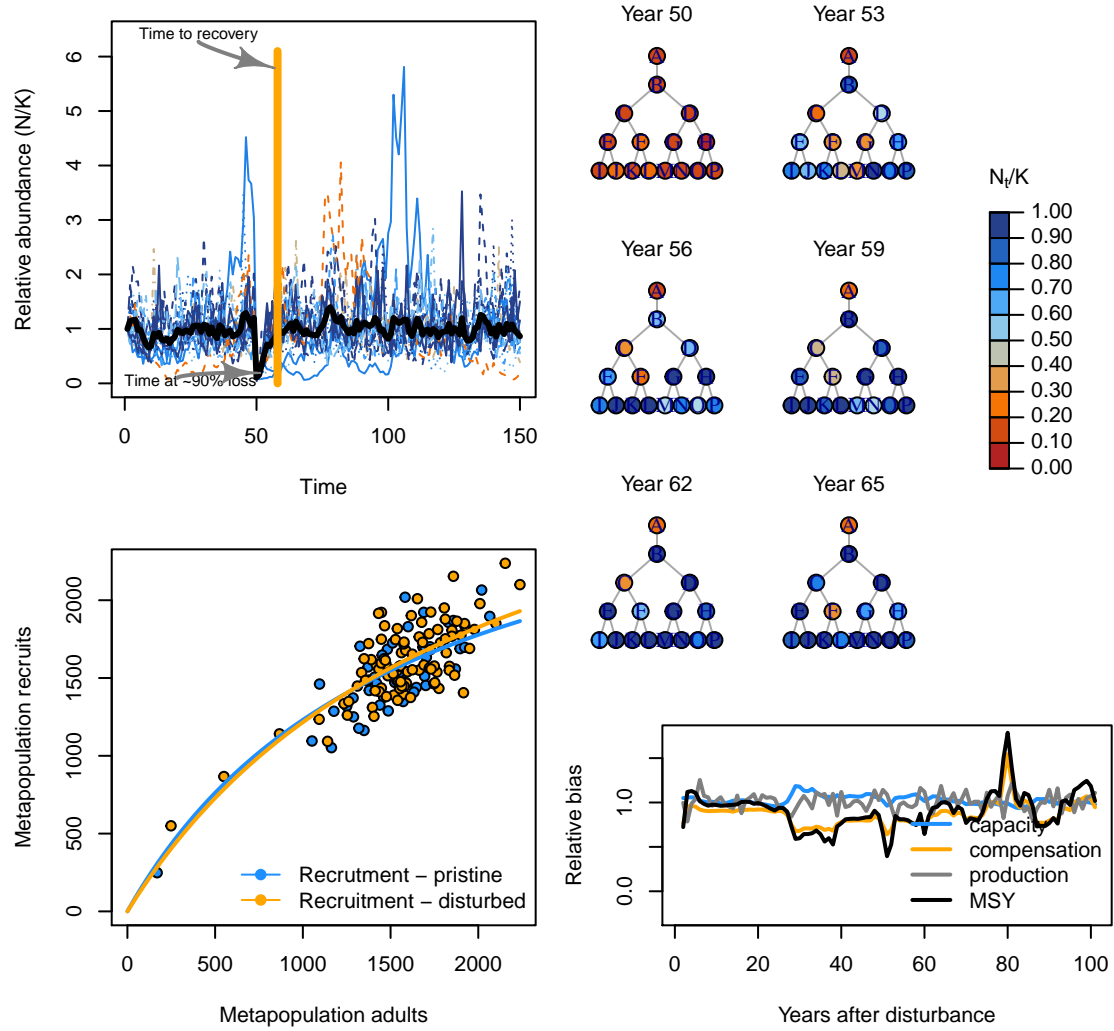 Time to recovery
Time at ~90% loss
Relative abundance (N/K)
0 1 2 3 4 5 6
0 50 100 150
Time
Year 50
A
B
Year 53
A
B
Year 56
A
B
Year 59
A
B
Year 62
A
B
Year 65
A
B
Nt/K
1.00
0.90
0.80
0.70
0.60
0.50
0.40
0.30
0.20
0.10
0.00
Metapopulation recruits
0 500 1000 1500 2000
Recrutment − pristine
Recruitment − disturbed
0 500 1000 1500 2000
Metapopulation adults
Relative bias
0.0 1.0
capacity
compensation
production
MSY
0 20 40 60 80 100
Years after disturbance